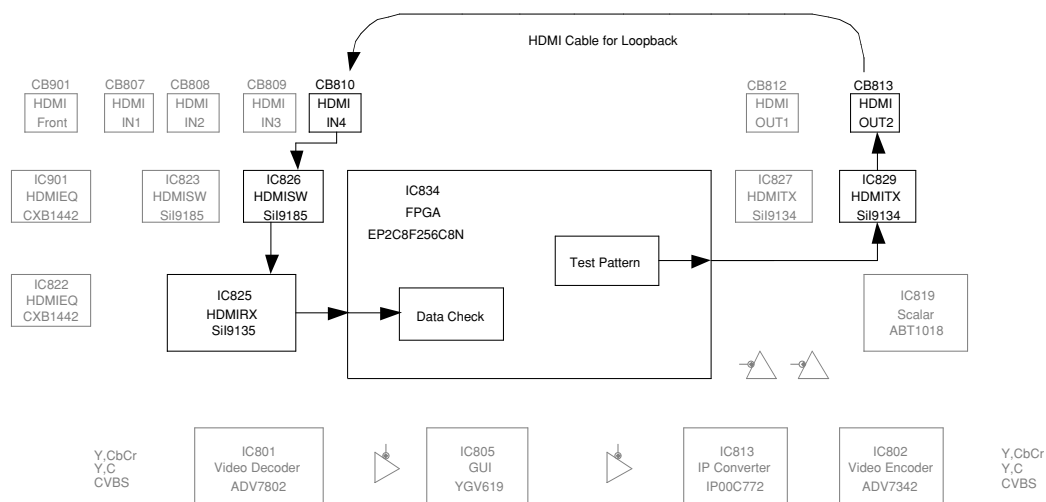 HDMI Cable for Loopback
CB901
HDMI
Front
CB807
HDMI
IN1
CB808
HDMI
IN2
CB809
HDMI
IN3
CB810
HDMI
IN4
CB812
HDMI
OUT1
CB813
HDMI
OUT2
IC901
HDMIEQ
CXB1442
IC823
HDMISW
SiI9185
IC826
HDMISW
SiI9185
IC834
FPGA
EP2C8F256C8N
IC827
HDMITX
SiI9134
IC829
HDMITX
SiI9134
Test Pattern
IC822
HDMIEQ
CXB1442
IC825
HDMIRX
SiI9135
Data Check
IC819
Scalar
ABT1018
Y,CbCr
Y,C
CVBS
IC801
Video Decoder
ADV7802
IC805
GUI
YGV619
IC813
IP Converter
IP00C772
IC802
Video Encoder
ADV7342
Y,CbCr
Y,C
CVBS